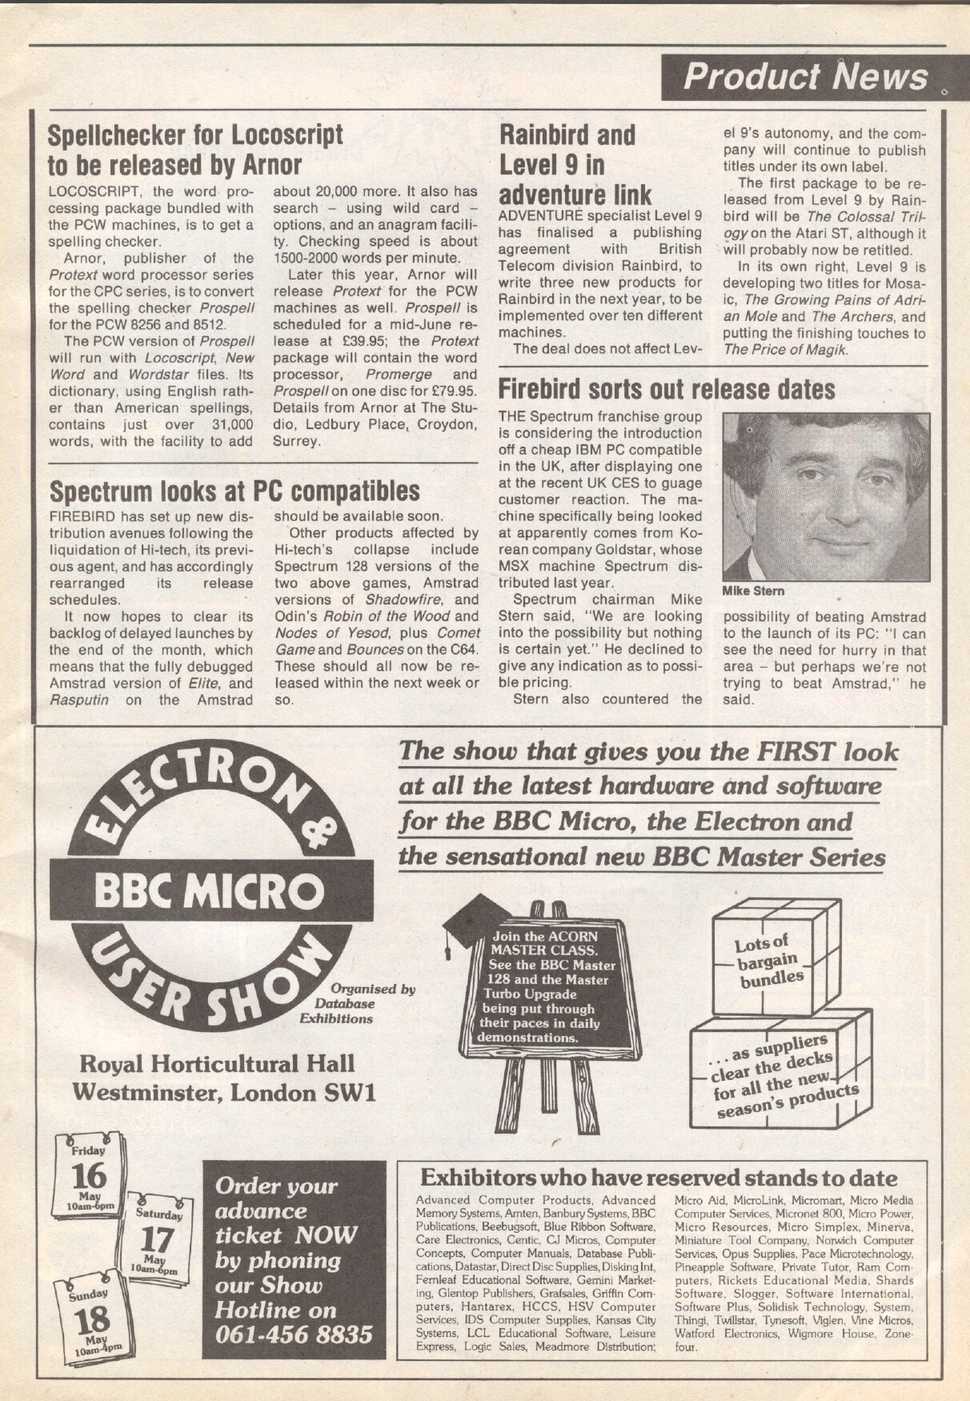 Product News
Spellchecker for Locoscript
to be released by Arnor
LOCOSCRIPT, the word pro-
cessing package bundled with
the PCW machines, is to get a
spelling checker.
Arnor, publisher of the
Protext word processor series
for the CPC series, is to convert
the spelling checker Prospell
for the PCW 8256 and 8512.
The PCW version of Prospell
will run with Locoscript, New
Word and Wordstar files. Its
dictionary, using English rath-
er than American spellings,
contains just over 31,000
words, with the facility to add
about 20,000 more. It also has
search – using wild card –
options, and an anagram facili-
ty. Checking speed is about
1500-2000 words per minute.
Later this year, Arnor will
release Protext for the PCW
machines as well. Prospell is
scheduled for a mid-June re-
lease at £39.95; the Protext
package will contain the word
processor, Promerge and
Prospell on one disc for £79.95.
Details from Arnor at The Stu-
dio, Ledbury Place, Croydon,
Surrey.
Spectrum looks at PC compatibles
FIREBIRD has set up new dis-
tribution avenues following the
liquidation of Hi-tech, its previ-
ous agent, and has accordingly
rearranged its release
schedules.
It now hopes to clear its
backlog of delayed launches by
the end of the month, which
means that the fully debugged
Amstrad version of Elite, and
Rasputin on the Amstrad
should be available soon.
Other products affected by
Hi-tech's collapse include
Spectrum 128 versions of the
two above games, Amstrad
versions of Shadowfire, and
Odin's Robin of the Wood and
Nodes of Yesod, plus Comet
Game and Bounces on the C64.
These should all now be re-
leased within the next week or
so.
Rainbird and
Level 9 in
adventure link
ADVENTURE specialist Level 9
has finalised a publishing
agreement with British
Telecom division Rainbird, to
write three new products for
Rainbird in the next year, to be
implemented over ten different
machines.
The deal does not affect Lev-
el 9's autonomy, and the com-
pany will continue to publish
titles under its own label.
The first package to be re-
leased from Level 9 by Rain-
bird will be The Colossal Tril-
ogy on the Atari ST, although it
will probably now be retitled.
In its own right, Level 9 is
developing two titles for Mosa-
ic, The Growing Pains of Adri-
an Mole and The Archers, and
putting the finishing touches to
The Price of Magik.
Firebird sorts out release dates
THE Spectrum franchise group
is considering the introduction
off a cheap IBM PC compatible
in the UK, after displaying one
at the recent UK CES to guage
customer reaction. The ma-
chine specifically being looked
at apparently comes from Ko-
rean company Goldstar, whose
MSX machine Spectrum dis-
tributed last year.
Spectrum chairman Mike
Stern said, "We are looking
into the possibility but nothing
is certain yet." He declined to
give any indication as to possi-
ble pricing.
Stern also countered the
Mike Stern
possibility of beating Amstrad
to the launch of its PC: "I can
see the need for hurry in that
area – but perhaps we're not
trying to beat Amstrad," he
said.
ELECTRON &
BBC MICRO
USER SHOW
Organised by
Database
Exhibitions
Royal Horticultural Hall
Westminster, London SW1
The show that gives you the FIRST look
at all the latest hardware and software
for the BBC Micro, the Electron and
the sensational new BBC Master Series
Join the ACORN
MASTER CLASS.
See the BBC Master
128 and the Master
Turbo Upgrade
being put through
their paces in daily
demonstrations.
Lots of
bargain
bundles
. . . as suppliers
clear the decks
for all the new
season's products
Friday
16
May
10am-6pm
Saturday
17
May
10am-6pm
Sunday
18
May
10am-4pm
Order your
advance
ticket NOW
by phoning
our Show
Hotline on
061-456 8835
Exhibitors who have reserved stands to date
Advanced Computer Products, Advanced
Memory Systems, Amten, Banbury Systems, BBC
Publications, Beebugsoft, Blue Ribbon Software,
Care Electronics, Centic, CJ Micros, Computer
Concepts, Computer Manuals, Database Publi-
cations, Datastar, Direct Disc Supplies, Disking Int,
Fernleaf Educational Software, Gemini Market-
ing, Glentop Publishers, Grafsales, Griffin Com-
puters, Hantarex, HCCS, HSV Computer
Services, IDS Computer Supplies, Kansas City
Systems, LCL Educational Software, Leisure
Express, Logic Sales, Meadmore Distribution;
Micro Aid, MicroLink, Micromart, Micro Media
Computer Services, Micronet 800, Micro Power,
Micro Resources, Micro Simplex, Minerva,
Miniature Tool Company, Norwich Computer
Services, Opus Supplies, Pace Microtechnology,
Pineapple Software, Private Tutor, Ram Com-
puters, Rickets Educational Media, Shards
Software, Slogger, Software International,
Software Plus, Solidisk Technology, System,
Thingi, Twillstar, Tynesoft, Viglen, Vine Micros,
Watford Electronics, Wigmore House, Zone-
four.